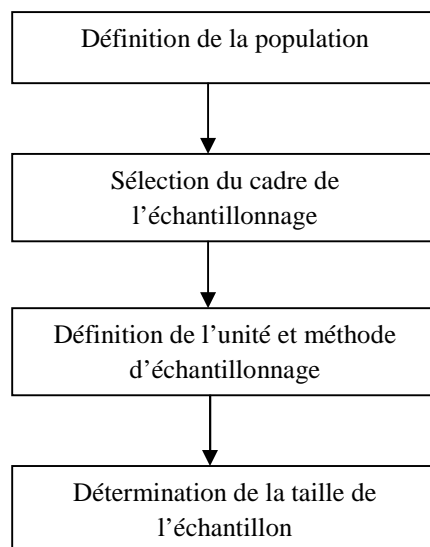 Définition de la population
Sélection du cadre de
l’échantillonnage
Définition de l’unité et méthode
d’échantillonnage
Détermination de la taille de
l’échantillon